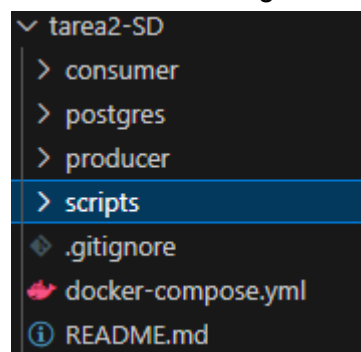 tarea2-SD
consumer
postgres
producer
scripts
.gitignore
docker-compose.yml
README.md